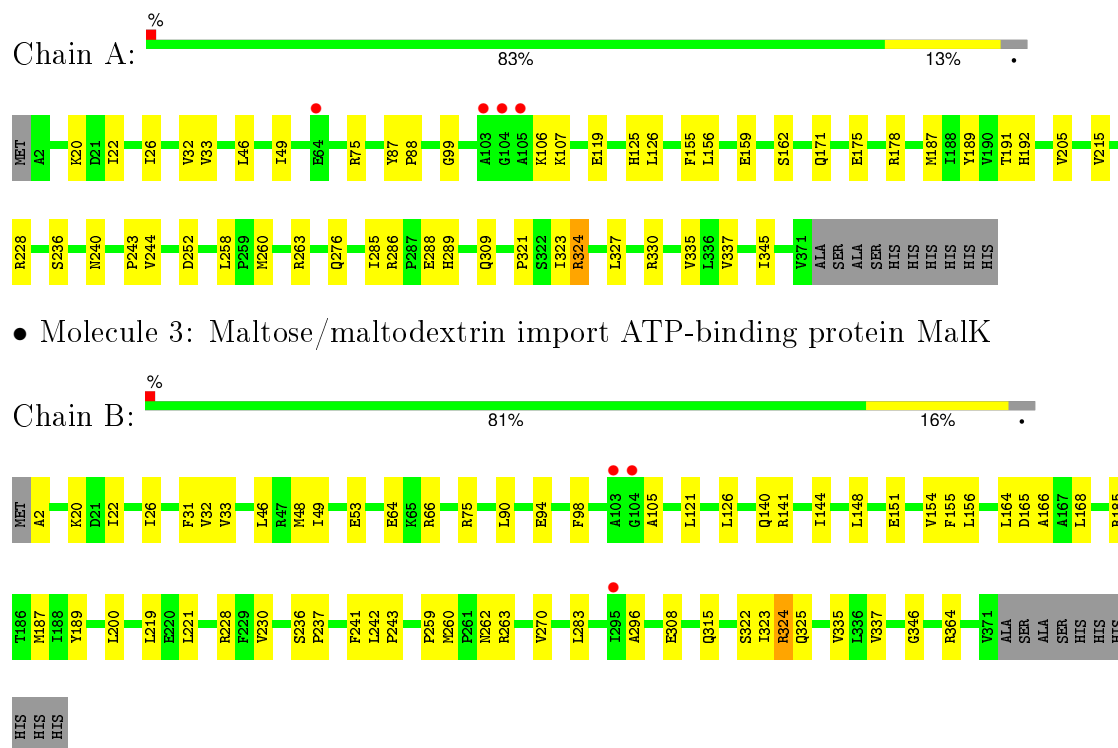 %
Chain A:
83% 13% •
MET A2 K20 D21 I22 I26 V32 V33 L46 I49 E64 R75 Y87 P88 G99 A103 G104 A105 K106 K107 E119 H125 L126 F155 L156 E159 S162 Q171 E175 R178 M187 I188 Y189 V190 T191 H192 V205 V215
R228 S236 N240 P243 V244 D252 L258 P259 M260 R263 Q276 I285 R286 P287 E288 H289 Q309 P321 S322 I323 R324 L327 R330 V335 L336 V337 I345 V371 ALA SER ALA SER HIS HIS HIS HIS HIS HIS
• Molecule 3: Maltose/maltodextrin import ATP-binding protein MalK
%
Chain B:
81% 16% •
MET A2 K20 D21 I22 I26 F31 V32 V33 L46 R47 M48 I49 E53 E64 K65 R66 R75 L90 E94 F98 A103 G104 A105 L121 L126 Q140 R141 I144 L148 E151 V154 F155 L156 L164 D165 A166 A167 L168 R185
T186 M187 I188 Y189 L200 L219 E220 L221 R228 F229 V230 S236 P237 F241 L242 P243 P259 M260 P261 N262 R263 V270 L283 I295 A296 E308 Q315 S322 I323 R324 Q325 V335 L336 V337 G346 R364 V371 ALA SER ALA SER HIS HIS HIS
HIS HIS HIS